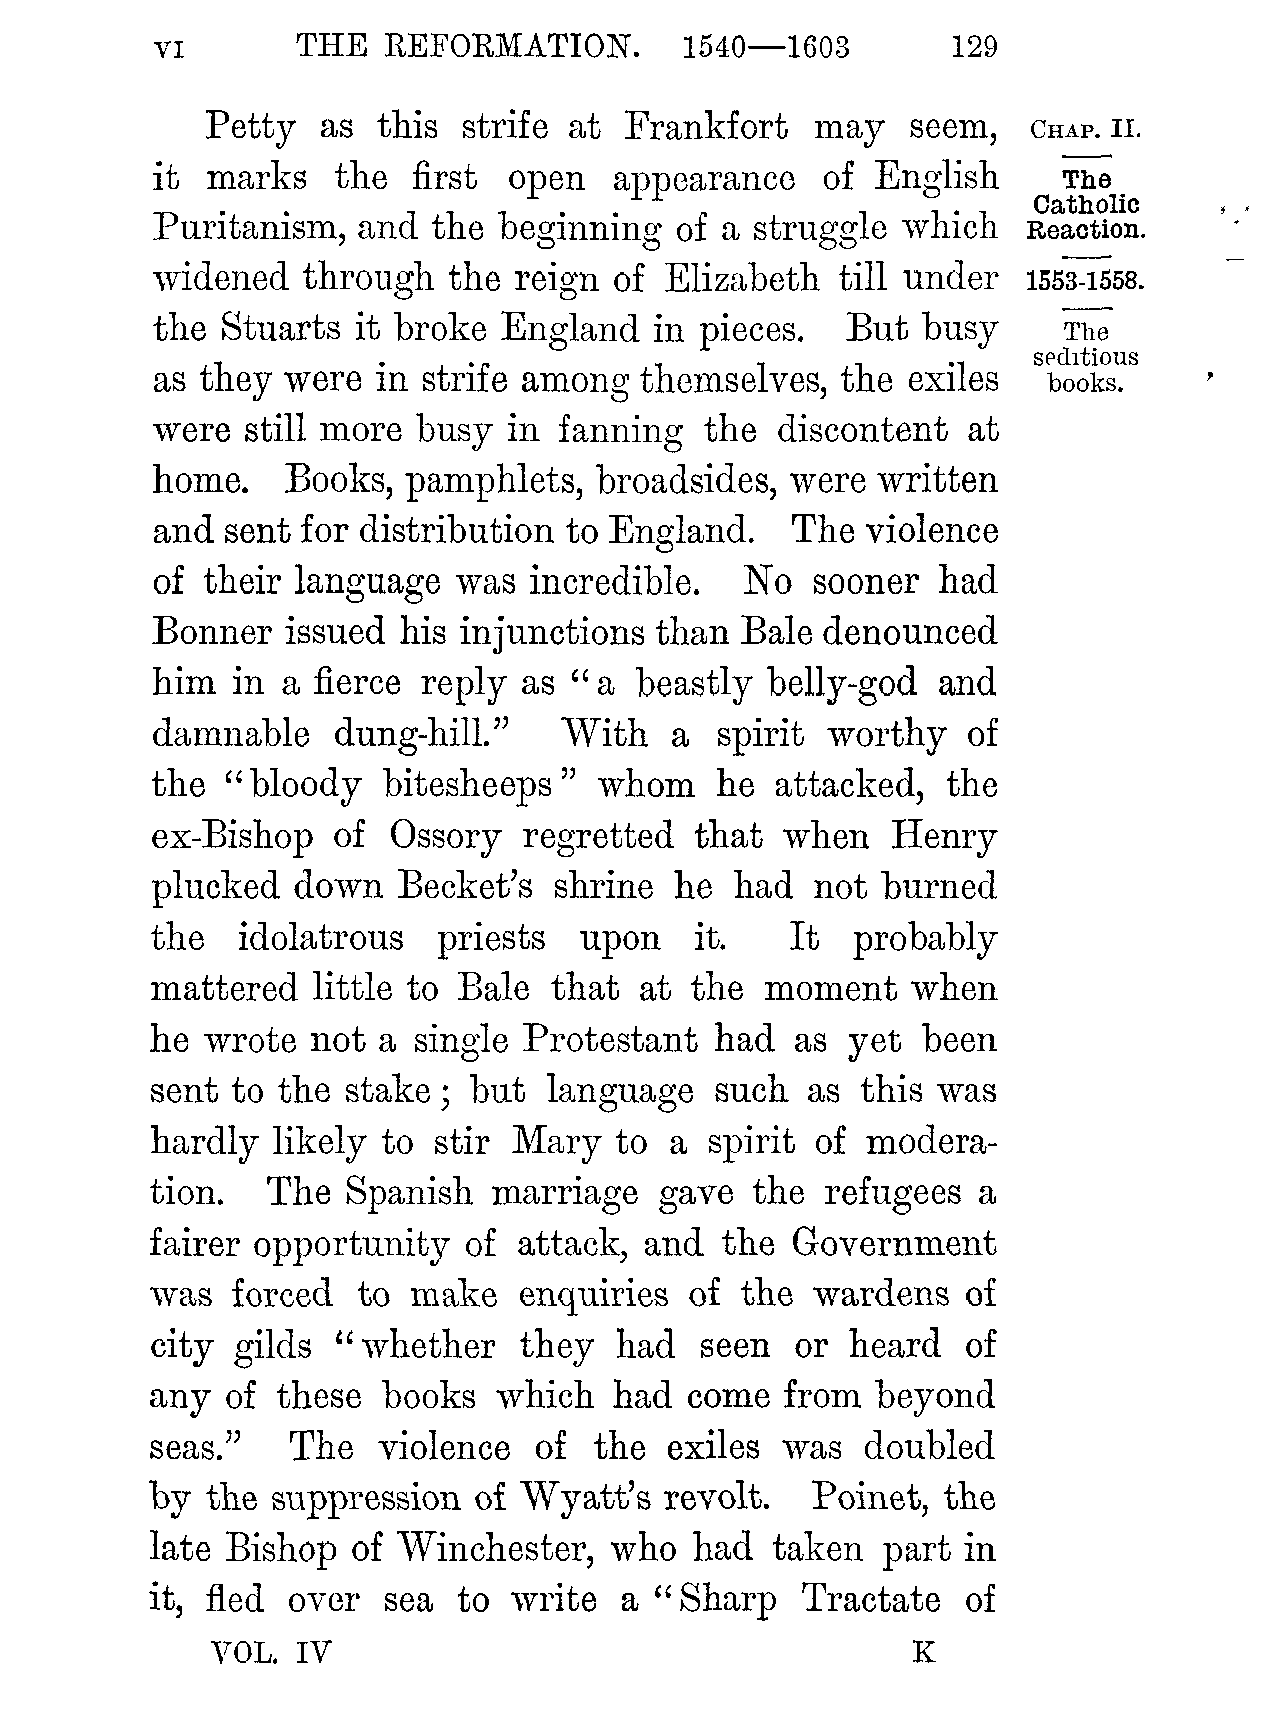 VI THE REFORMATION. 1540—1603 129
Petty as this strife at Frankfort may seem,
it marks the first open appearance of English
Puritanism, and the beginning of a struggle which
widened through the reign of Elizabeth till under
the Stuarts it broke England in pieces. But busy
as they were in strife among themselves, the exiles
were still more busy in fanning the discontent at
home. Books, pamphlets, broadsides, were written
and sent for distribution to England. The violence
of their language was incredible. No sooner had
Bonner issued his injunctions than Bale denounced
him in a fierce reply as “a beastly belly-god and
damnable dung-hill.” With a spirit worthy of
the “bloody bitesheeps” whom he attacked, the
ex-Bishop of Ossory regretted that when Henry
plucked down Becket’s shrine he had not burned
the idolatrous priests upon it. It probably
mattered little to Bale that at the moment when
he wrote not a single Protestant had as yet been
sent to the stake; but language such as this was
hardly likely to stir Mary to a spirit of modera-
tion. The Spanish marriage gave the refugees a
fairer opportunity of attack, and the Government
was forced to make enquiries of the wardens of
city gilds “whether they had seen or heard of
any of these books which had come from beyond
seas.” The violence of the exiles was doubled
by the suppression of Wyatt’s revolt. Poinet, the
late Bishop of Winchester, who had taken part in
it, fled over sea to write a “Sharp Tractate of
VOL. IV K
CHAP. II.
The
Catholic
Reaction.
1553-1558.
The
seditious
books.